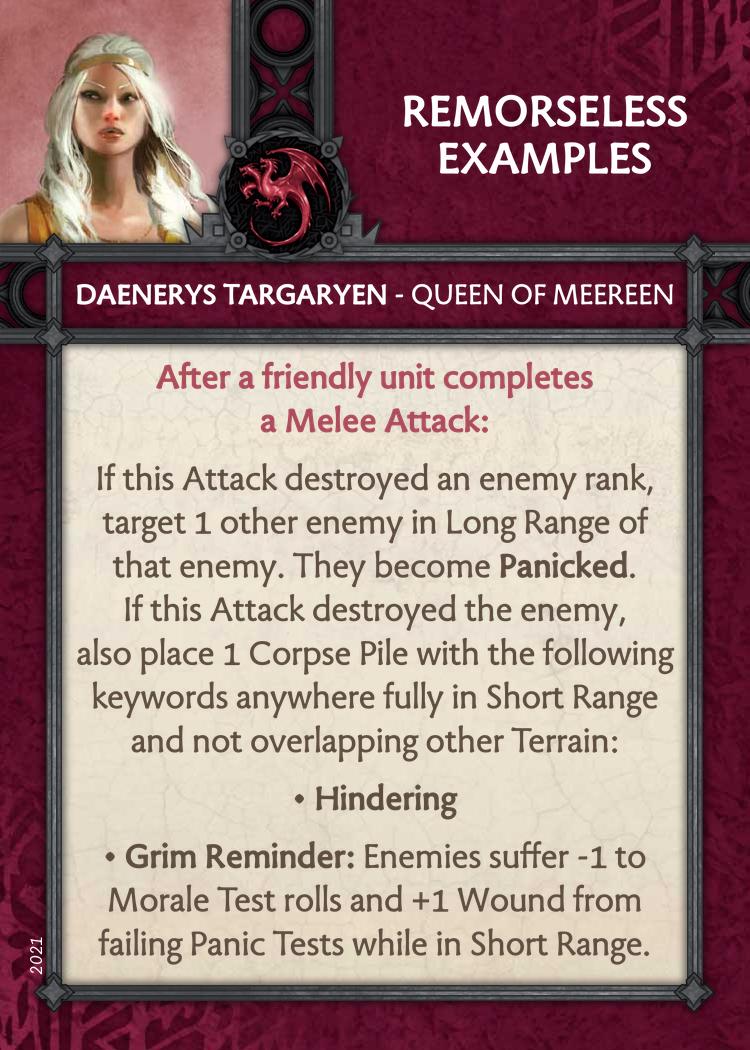 REMORSELESS
EXAMPLES
DAENERYS TARGARYEN - QUEEN OF MEEREEN
After a friendly unit completes
a Melee Attack:
If this Attack destroyed an enemy rank,
target 1 other enemy in Long Range of
that enemy. They become Panicked.
If this Attack destroyed the enemy,
also place 1 Corpse Pile with the following
keywords anywhere fully in Short Range
and not overlapping other Terrain:
• Hindering
• Grim Reminder: Enemies suffer -1 to
Morale Test rolls and +1 Wound from
failing Panic Tests while in Short Range.
2021